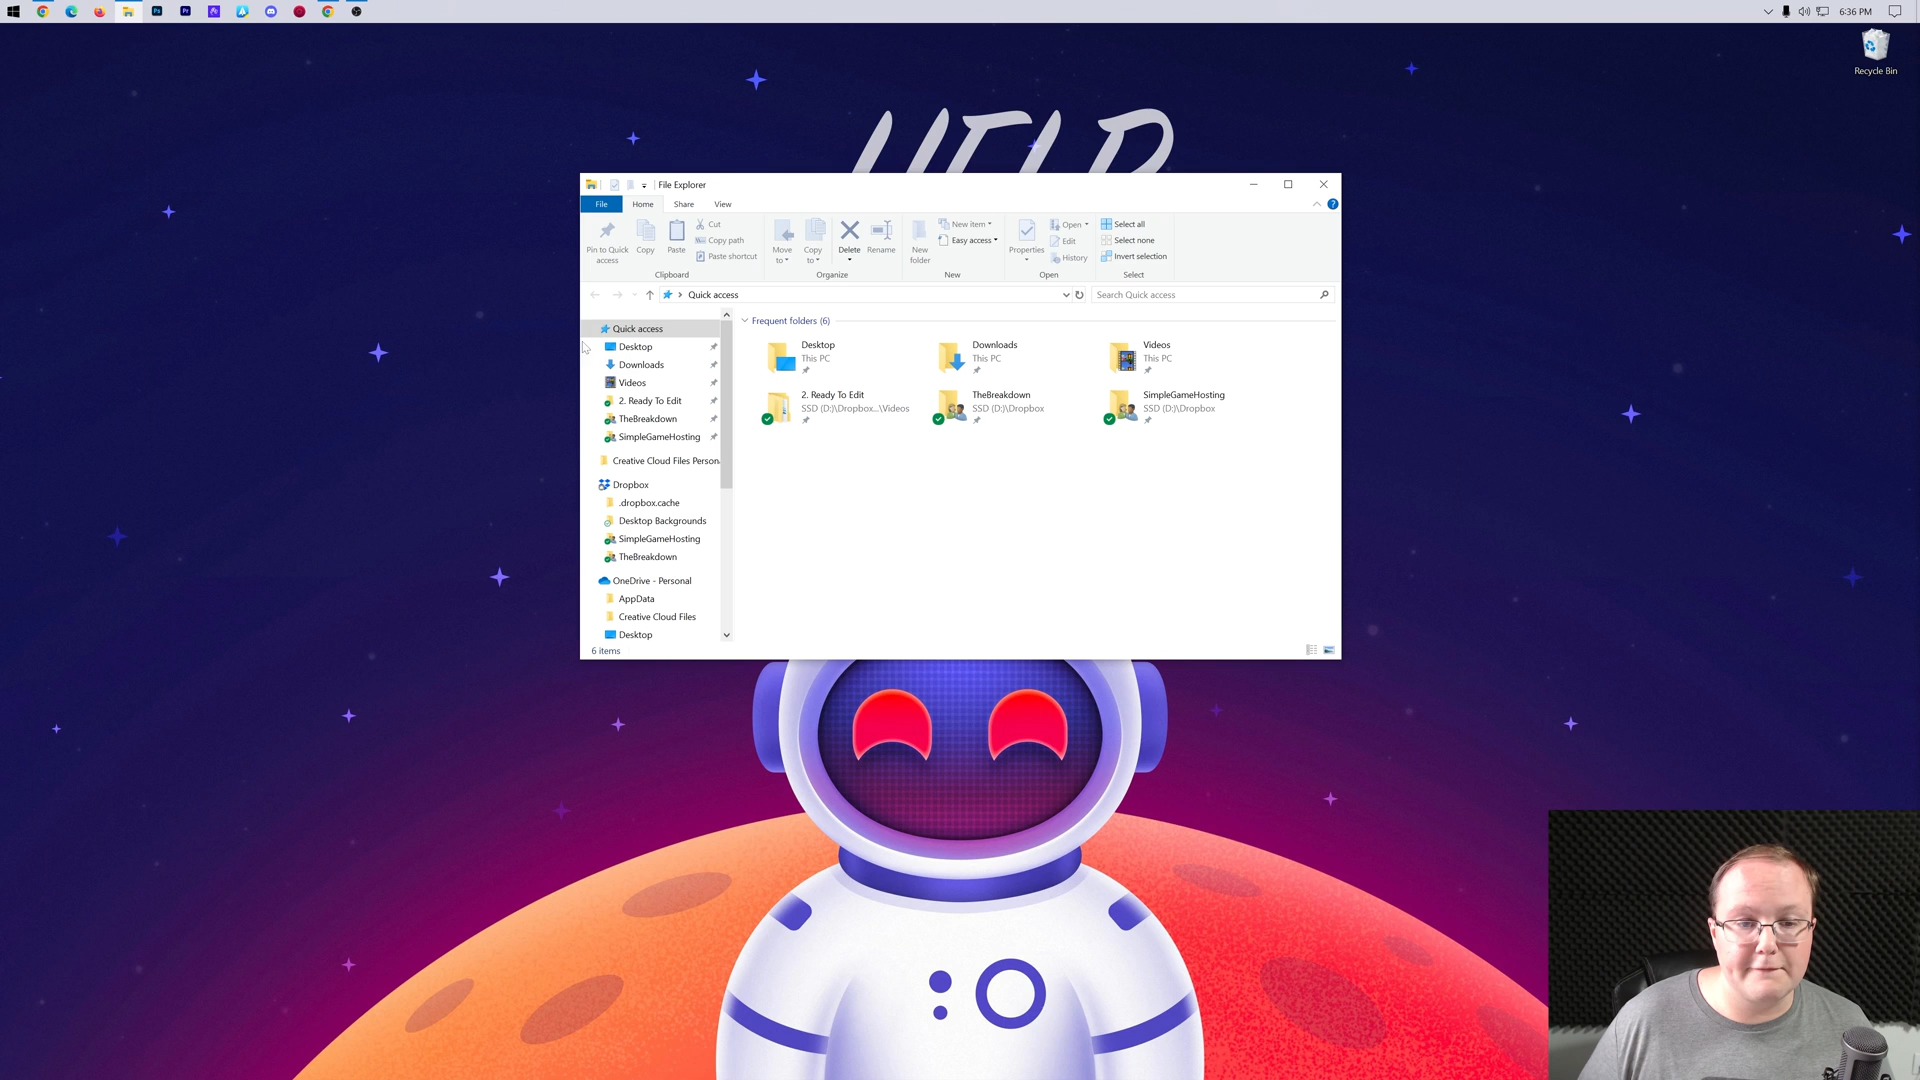 6:36 PM
Recycle Bin
HELP
File Explorer
File Home Share View
Pin to Quick access
Copy
Paste
Cut
Copy path
Paste shortcut
Clipboard
Move to
Copy to
Delete
Rename
Organize
New folder
New item
Easy access
New
Properties
Open
Edit
History
Open
Select all
Select none
Invert selection
Select
Quick access
Search Quick access
Quick access
Desktop
Downloads
Videos
2. Ready To Edit
TheBreakdown
SimpleGameHosting
Creative Cloud Files Person
Dropbox
.dropbox.cache
Desktop Backgrounds
SimpleGameHosting
TheBreakdown
OneDrive - Personal
AppData
Creative Cloud Files
Desktop
Frequent folders (6)
Desktop
This PC
Downloads
This PC
Videos
This PC
2. Ready To Edit
SSD (D:)\Dropbox...\Videos
TheBreakdown
SSD (D:)\Dropbox
SimpleGameHosting
SSD (D:)\Dropbox
6 items